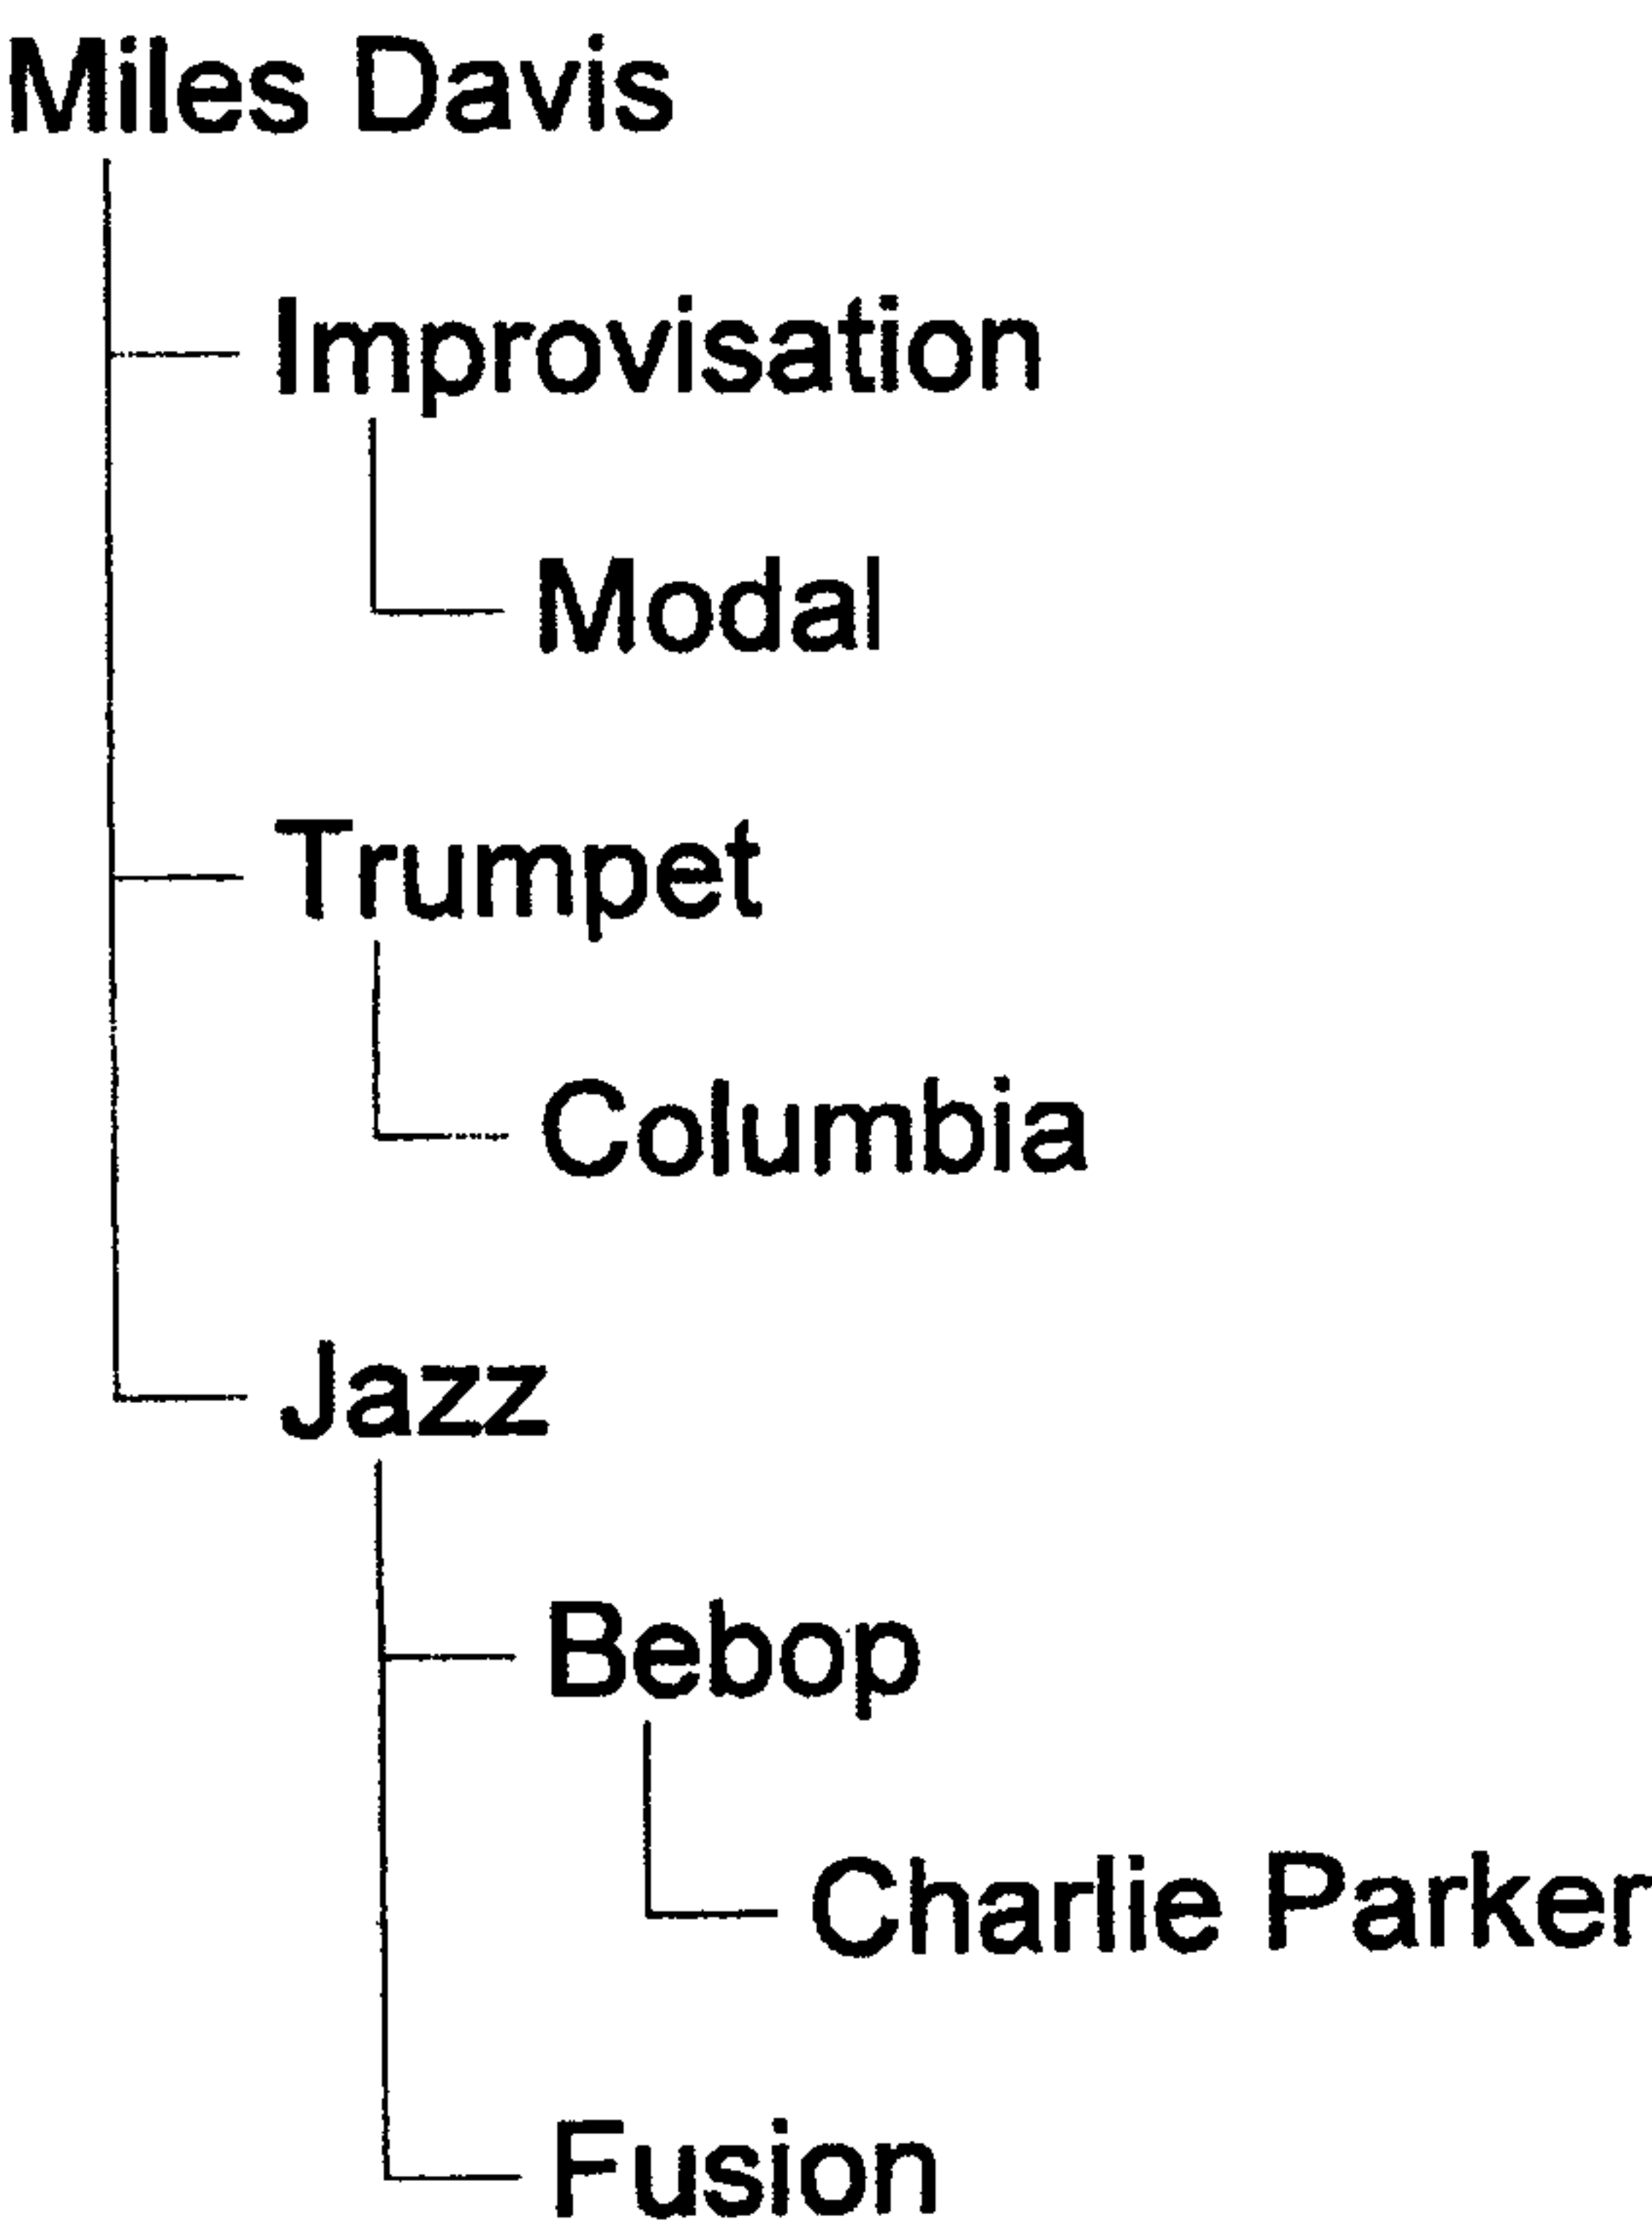 Miles Davis
Improvisation
Modal
Trumpet
Columbia
Jazz
Bebop
Charlie Parker
Fusion